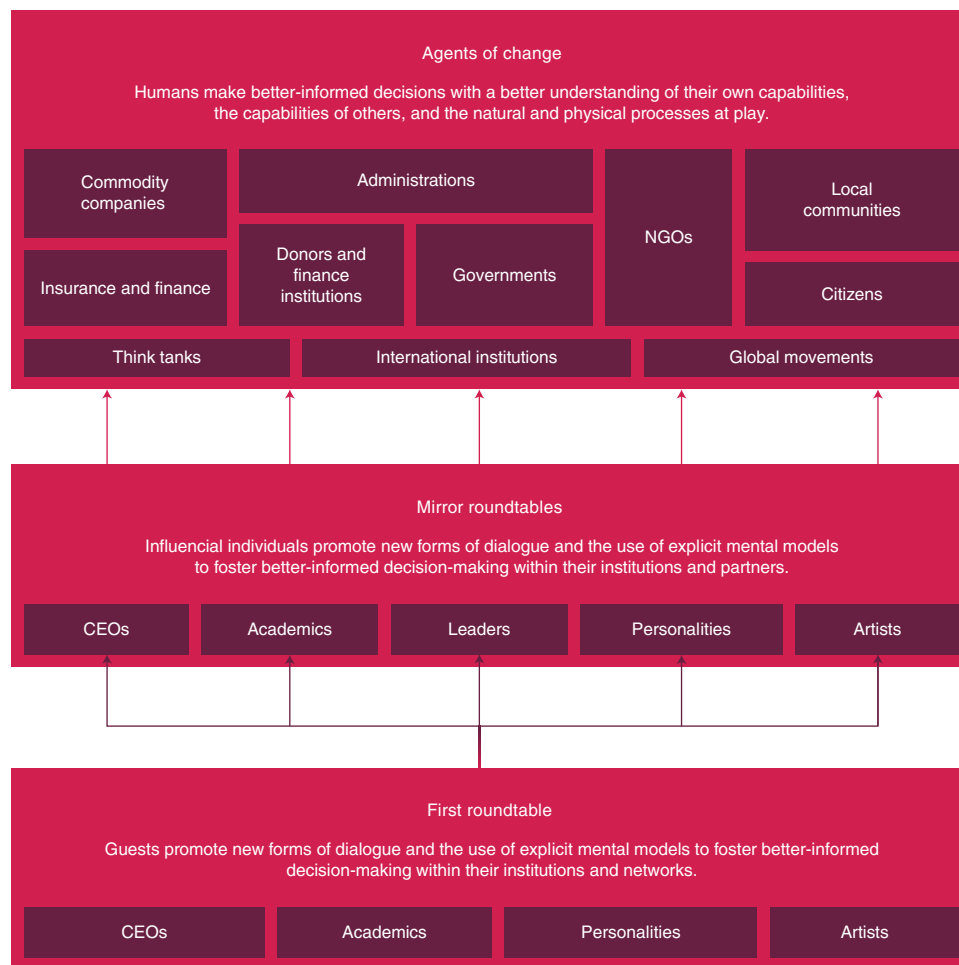 Agents of change
Humans make better-informed decisions with a better understanding of their own capabilities,
the capabilities of others, and the natural and physical processes at play.
Commodity
companies
Administrations
NGOs
Local
communities
Insurance and finance
Donors and
finance
institutions
Governments
Citizens
Think tanks
International institutions
Global movements
Mirror roundtables
Influencial individuals promote new forms of dialogue and the use of explicit mental models
to foster better-informed decision-making within their institutions and partners.
CEOs
Academics
Leaders
Personalities
Artists
First roundtable
Guests promote new forms of dialogue and the use of explicit mental models to foster better-informed
decision-making within their institutions and networks.
CEOs
Academics
Personalities
Artists